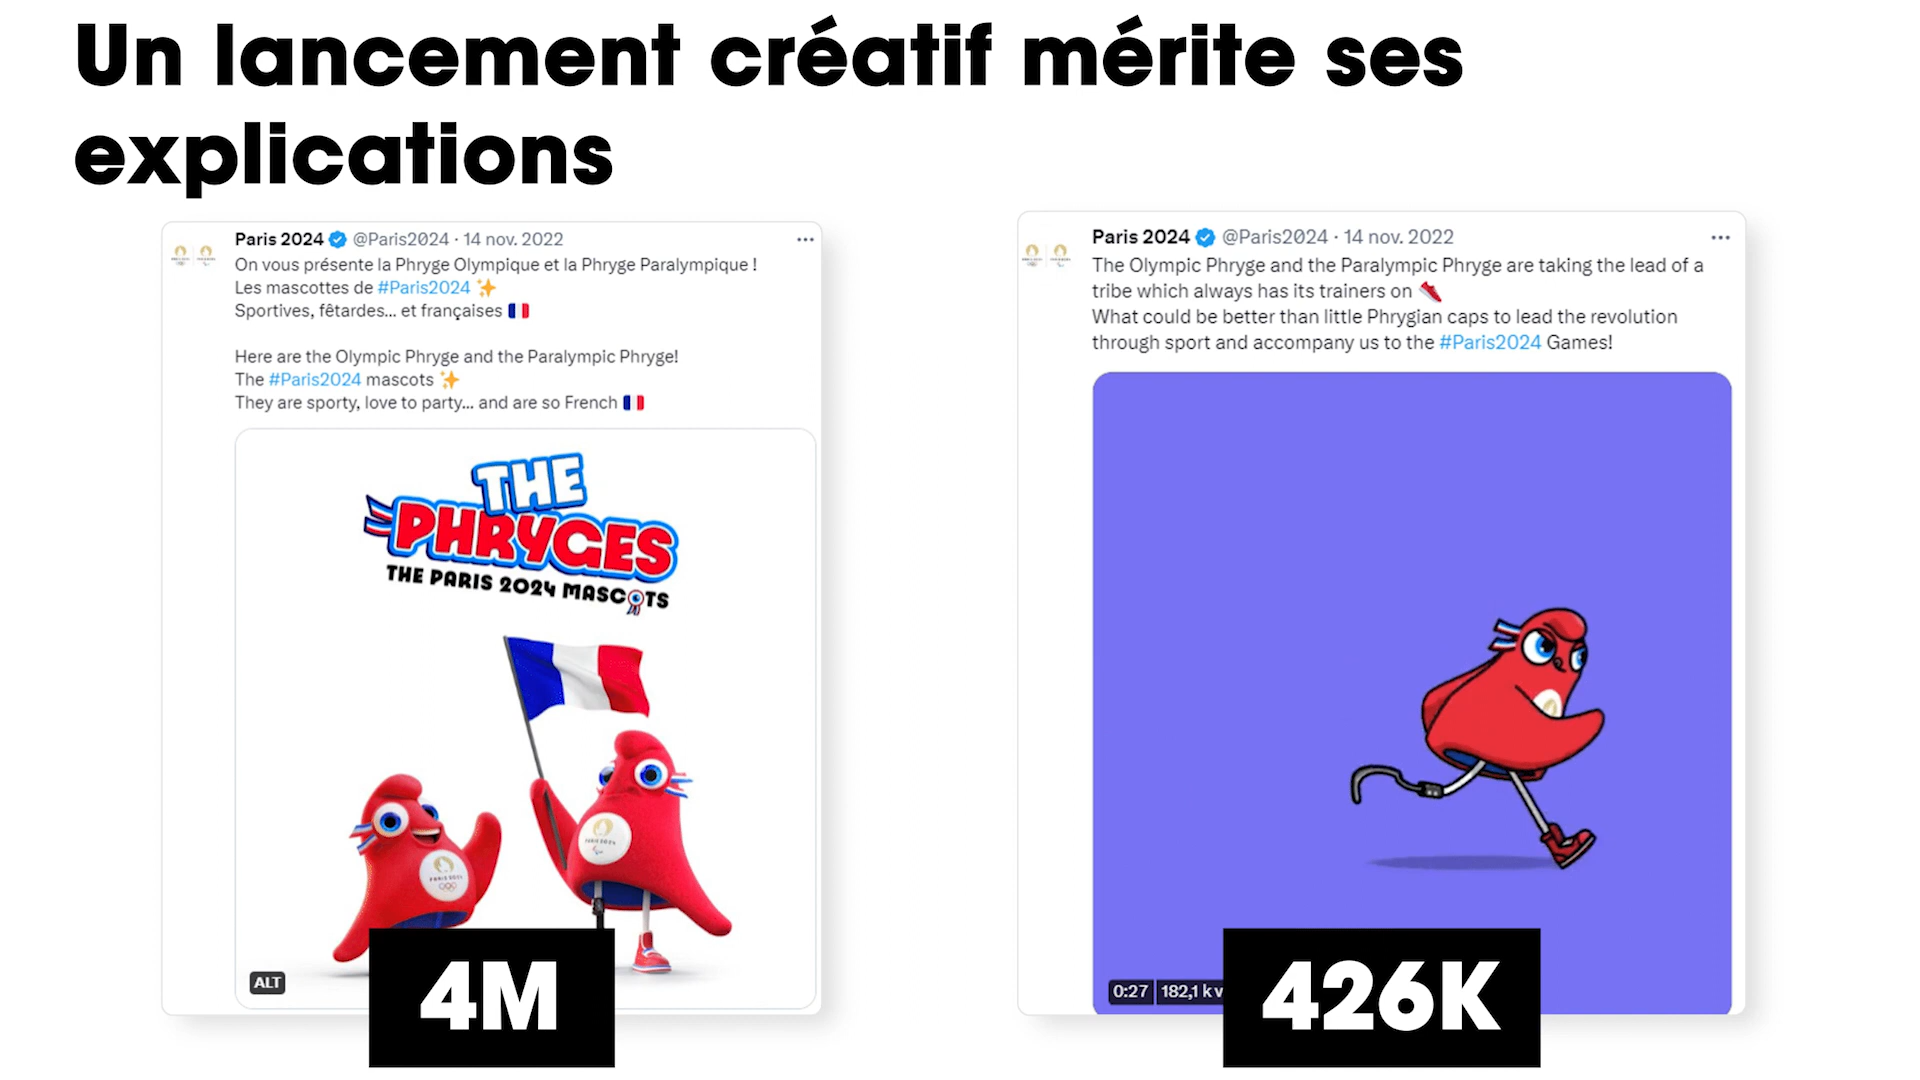 Un lancement créatif mérite ses
explications
Paris 2024 @Paris2024 · 14 nov. 2022
On vous présente la Phryge Olympique et la Phryge Paralympique !
Les mascottes de #Paris2024 ✨
Sportives, fêtardes... et françaises 🇫🇷
Here are the Olympic Phryge and the Paralympic Phryge!
The #Paris2024 mascots ✨
They are sporty, love to party... and are so French 🇫🇷
THE
PHRYGES
THE PARIS 2024 MASCOTS
PARIS 2024
PARIS 2024
ALT
4M
Paris 2024 @Paris2024 · 14 nov. 2022
The Olympic Phryge and the Paralympic Phryge are taking the lead of a
tribe which always has its trainers on 👟
What could be better than little Phrygian caps to lead the revolution
through sport and accompany us to the #Paris2024 Games!
0:27 182,1 k v
426K